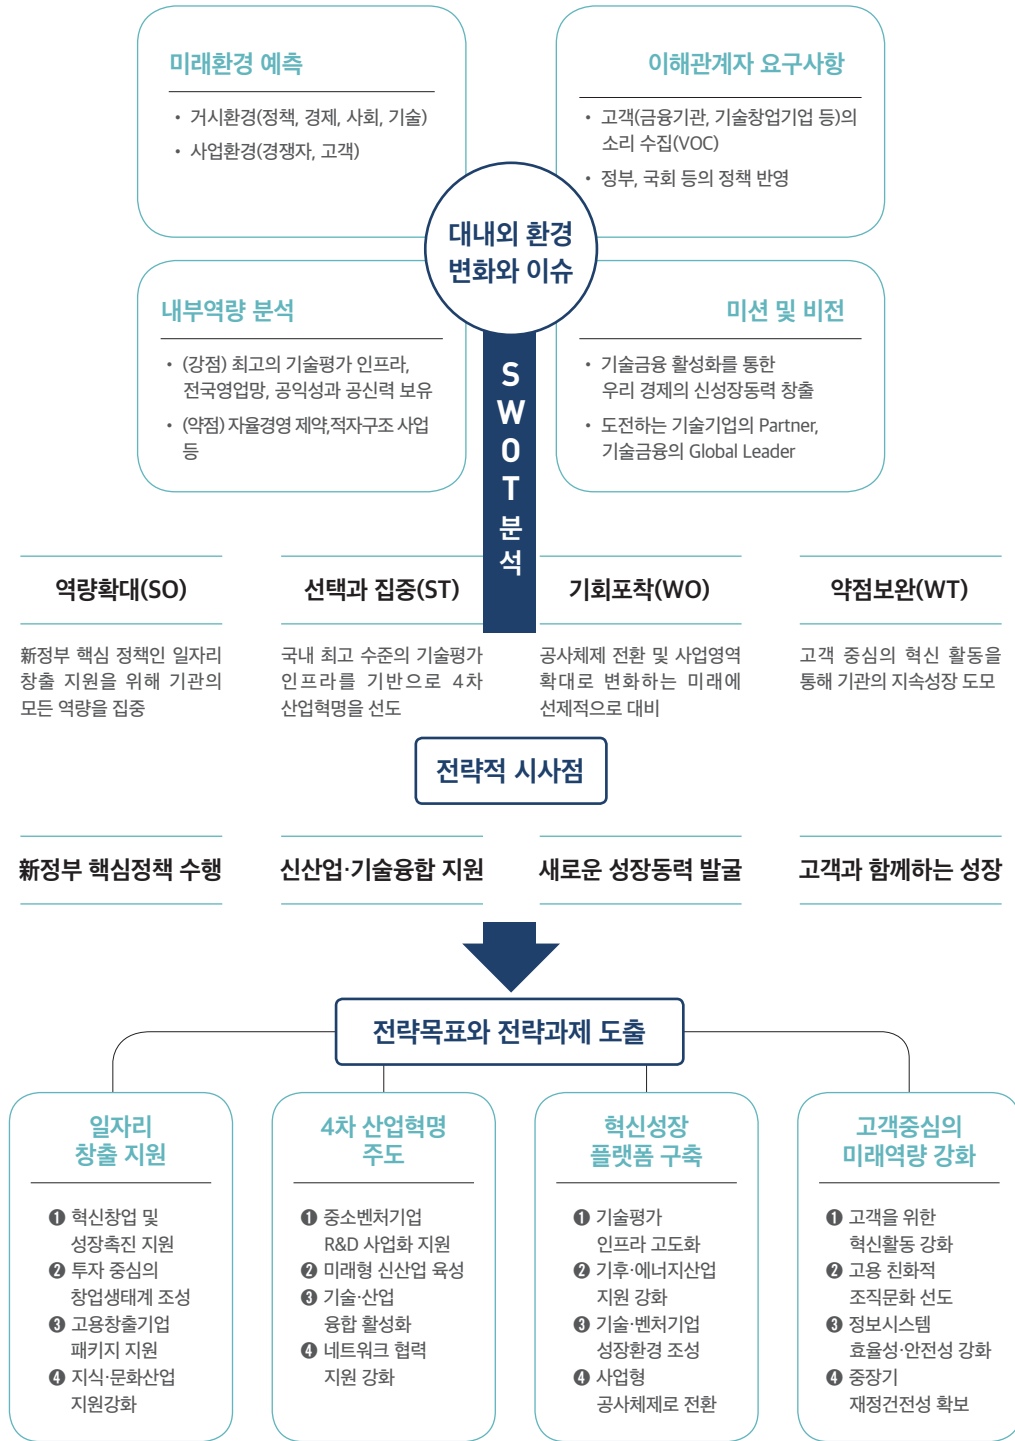 미래환경 예측
• 거시환경(정책, 경제, 사회, 기술)
• 사업환경(경쟁자, 고객)
이해관계자 요구사항
• 고객(금융기관, 기술창업기업 등)의
소리 수집(VOC)
• 정부, 국회 등의 정책 반영
대내외 환경
변화와 이슈
내부역량 분석
• (강점) 최고의 기술평가 인프라,
전국영업망, 공익성과 공신력 보유
• (약점) 자율경영 제약,적자구조 사업
등
미션 및 비전
• 기술금융 활성화를 통한
우리 경제의 신성장동력 창출
• 도전하는 기술기업의 Partner,
기술금융의 Global Leader
SWOT분석
역량확대(SO)
新정부 핵심 정책인 일자리
창출 지원을 위해 기관의
모든 역량을 집중
선택과 집중(ST)
국내 최고 수준의 기술평가
인프라를 기반으로 4차
산업혁명을 선도
기회포착(WO)
공사체제 전환 및 사업영역
확대로 변화하는 미래에
선제적으로 대비
약점보완(WT)
고객 중심의 혁신 활동을
통해 기관의 지속성장 도모
전략적 시사점
新정부 핵심정책 수행
신산업·기술융합 지원
새로운 성장동력 발굴
고객과 함께하는 성장
전략목표와 전략과제 도출
일자리
창출 지원
❶ 혁신창업 및
성장촉진 지원
❷ 투자 중심의
창업생태계 조성
❸ 고용창출기업
패키지 지원
❹ 지식·문화산업
지원강화
4차 산업혁명
주도
❶ 중소벤처기업
R&D 사업화 지원
❷ 미래형 신산업 육성
❸ 기술·산업
융합 활성화
❹ 네트워크 협력
지원 강화
혁신성장
플랫폼 구축
❶ 기술평가
인프라 고도화
❷ 기후·에너지산업
지원 강화
❸ 기술·벤처기업
성장환경 조성
❹ 사업형
공사체제로 전환
고객중심의
미래역량 강화
❶ 고객을 위한
혁신활동 강화
❷ 고용 친화적
조직문화 선도
❸ 정보시스템
효율성·안전성 강화
❹ 중장기
재정건전성 확보